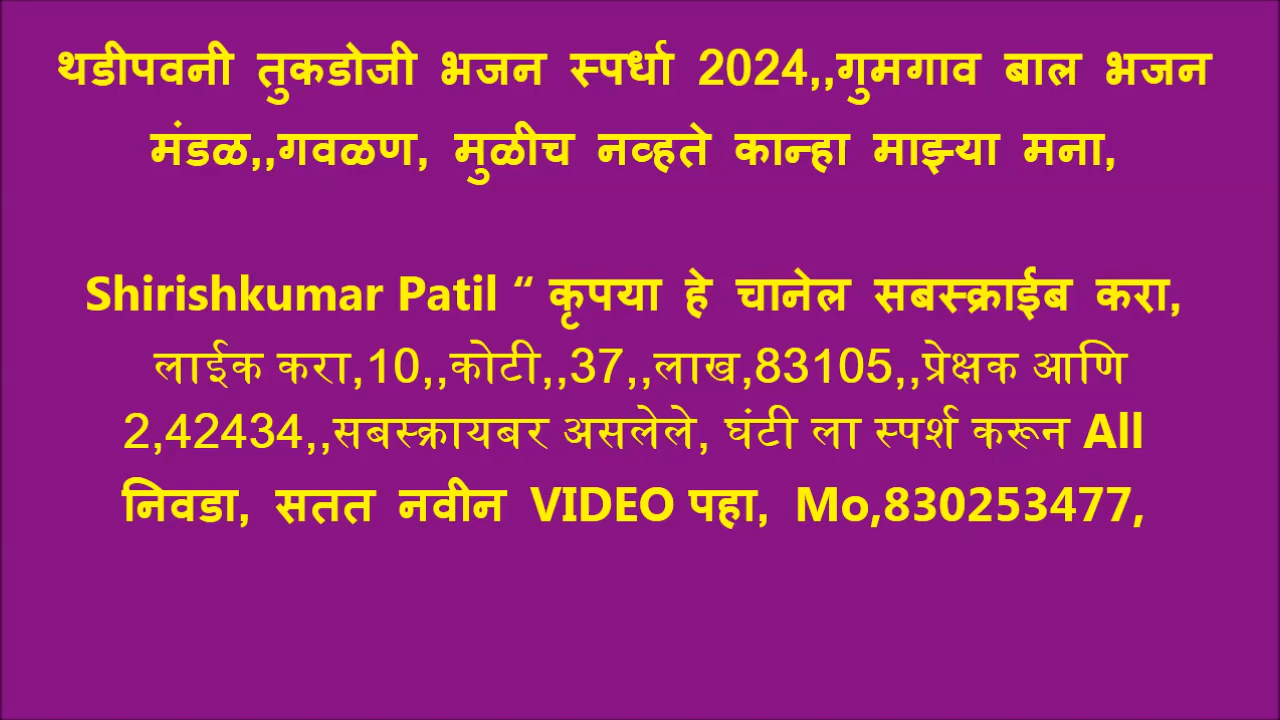 थडीपवनी तुकडोजी भजन स्पर्धा 2024,,गुमगाव बाल भजन
मंडळ,,गवळण, मुळीच नव्हते कान्हा माझ्या मना,
Shirishkumar Patil “ कृपया हे चानेल सबस्क्राईब करा,
लाईक करा,10,,कोटी,,37,,लाख,83105,,प्रेक्षक आणि
2,42434,,सबस्क्रायबर असलेले, घंटी ला स्पर्श करून All
निवडा, सतत नवीन VIDEO पहा, Mo,830253477,